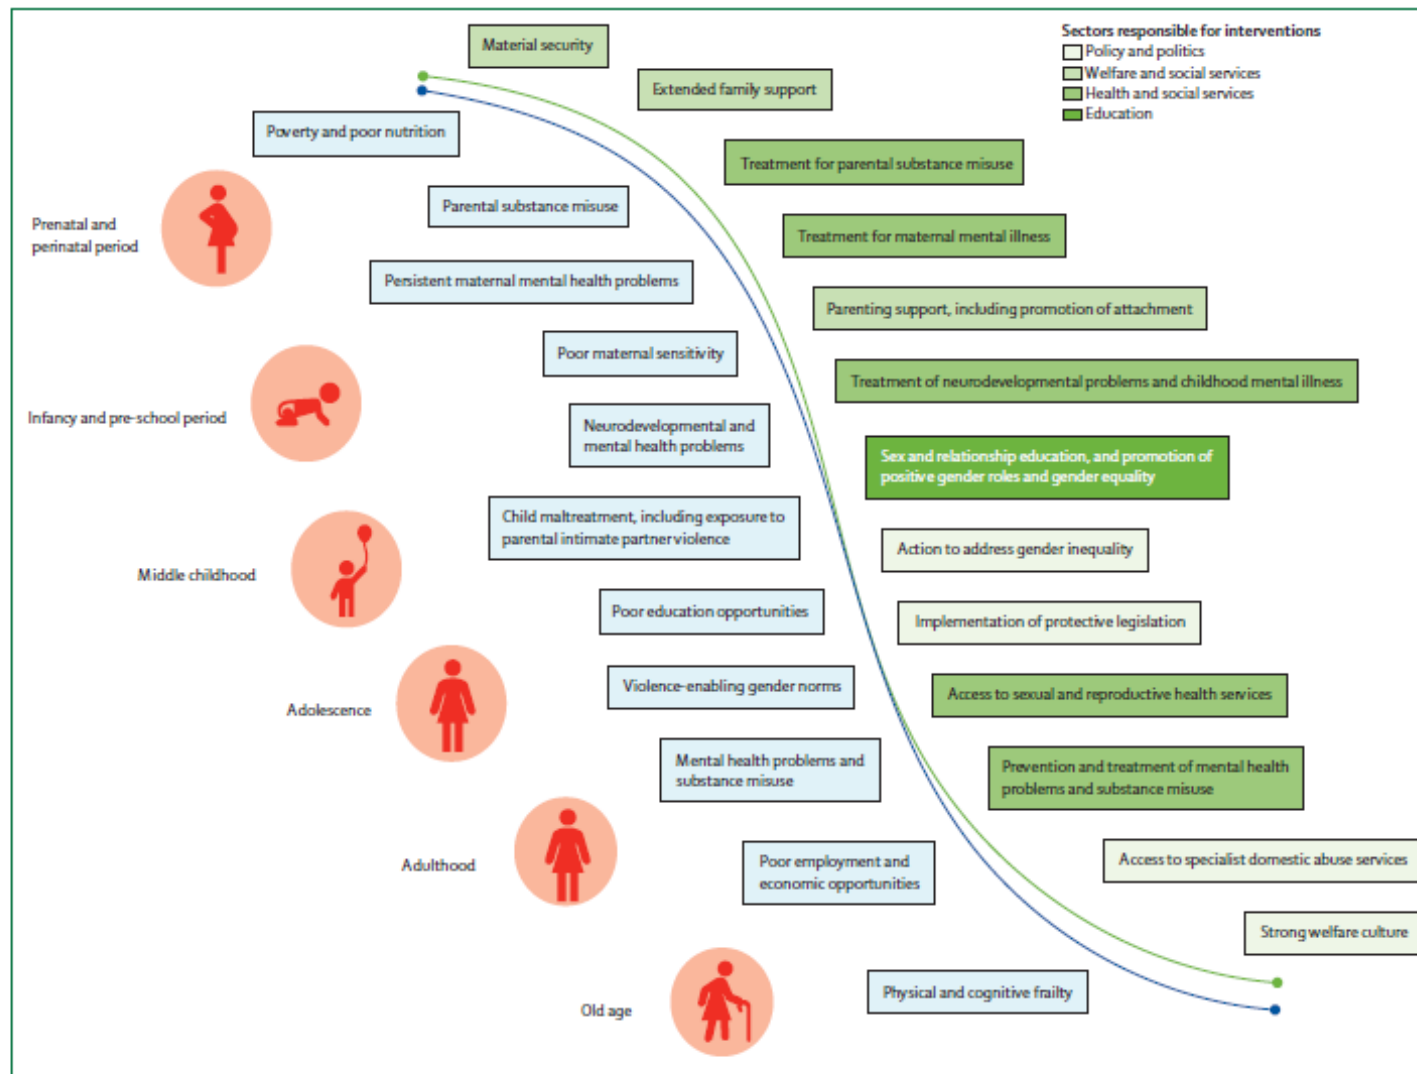 Material security
Extended family support
Sectors responsible for interventions
Policy and politics
Welfare and social services
Health and social services
Education
Poverty and poor nutrition
Treatment for parental substance misuse
Prenatal and
perinatal period
Parental substance misuse
Treatment for maternal mental illness
Persistent maternal mental health problems
Parenting support, including promotion of attachment
Poor maternal sensitivity
Treatment of neurodevelopmental problems and childhood mental illness
Infancy and pre-school period
Neurodevelopmental and
mental health problems
Sex and relationship education, and promotion of
positive gender roles and gender equality
Child maltreatment, including exposure to
parental intimate partner violence
Action to address gender inequality
Middle childhood
Poor education opportunities
Implementation of protective legislation
Violence-enabling gender norms
Access to sexual and reproductive health services
Adolescence
Mental health problems and
substance misuse
Prevention and treatment of mental health
problems and substance misuse
Adulthood
Poor employment and
economic opportunities
Access to specialist domestic abuse services
Strong welfare culture
Physical and cognitive frailty
Old age